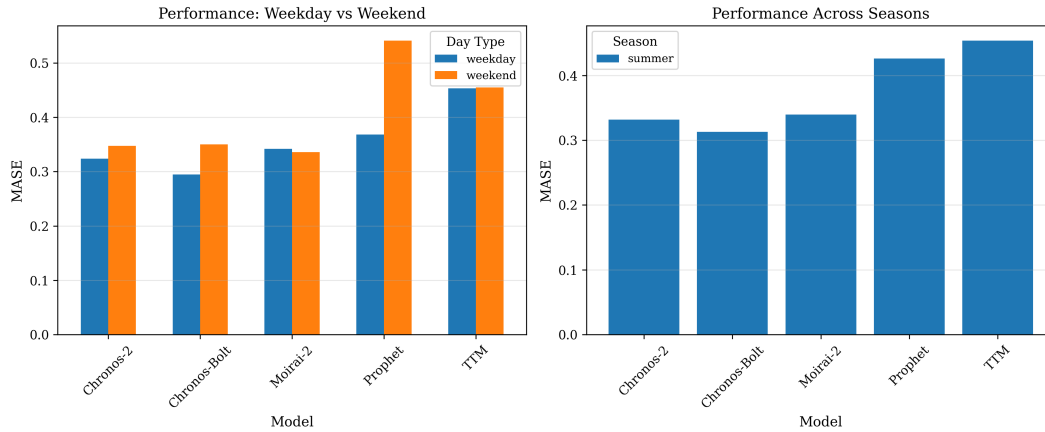 Performance: Weekday vs Weekend
Day Type
weekday
weekend
MASE
0.5
0.4
0.3
0.2
0.1
0.0
Chronos-2
Chronos-Bolt
Moirai-2
Prophet
TTM
Model
Performance Across Seasons
Season
summer
MASE
0.4
0.3
0.2
0.1
0.0
Chronos-2
Chronos-Bolt
Moirai-2
Prophet
TTM
Model